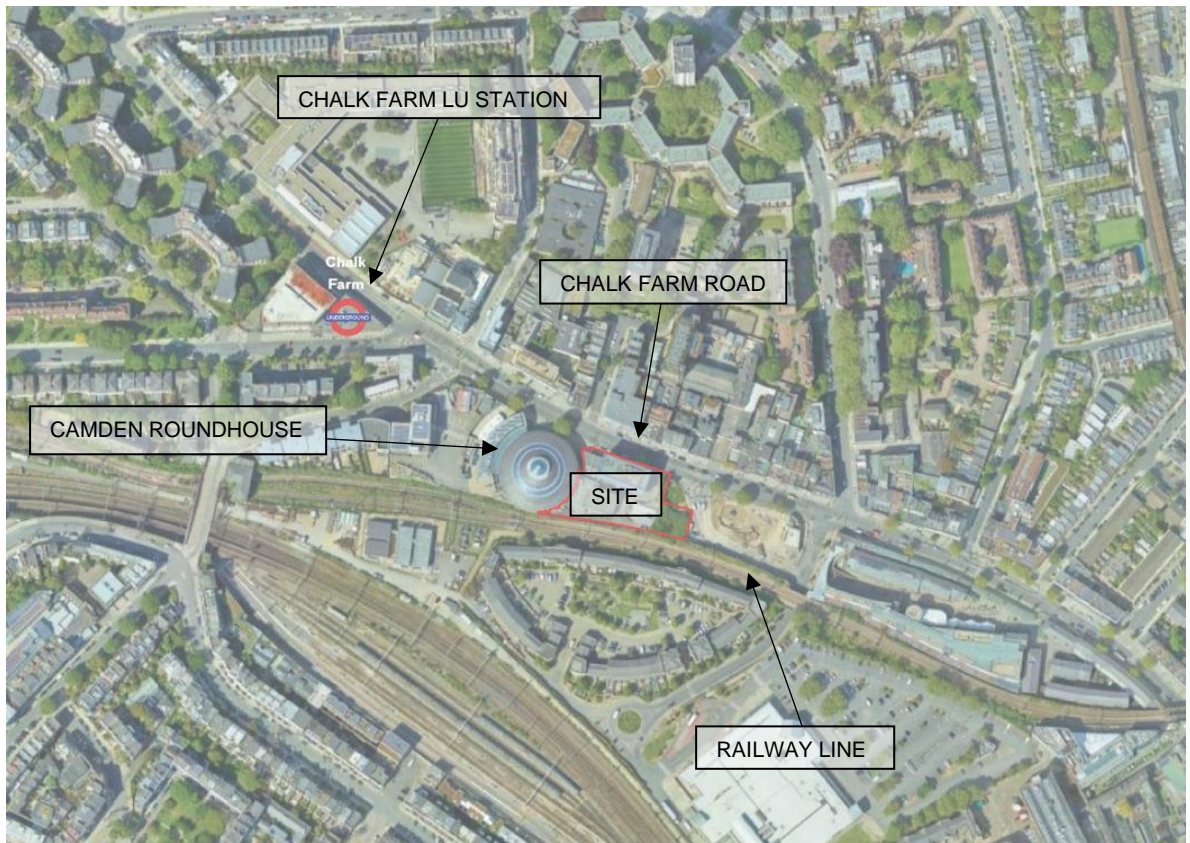 CHALK FARM LU STATION
Chalk
Farm
UNDERGROUND
CHALK FARM ROAD
CAMDEN ROUNDHOUSE
SITE
RAILWAY LINE